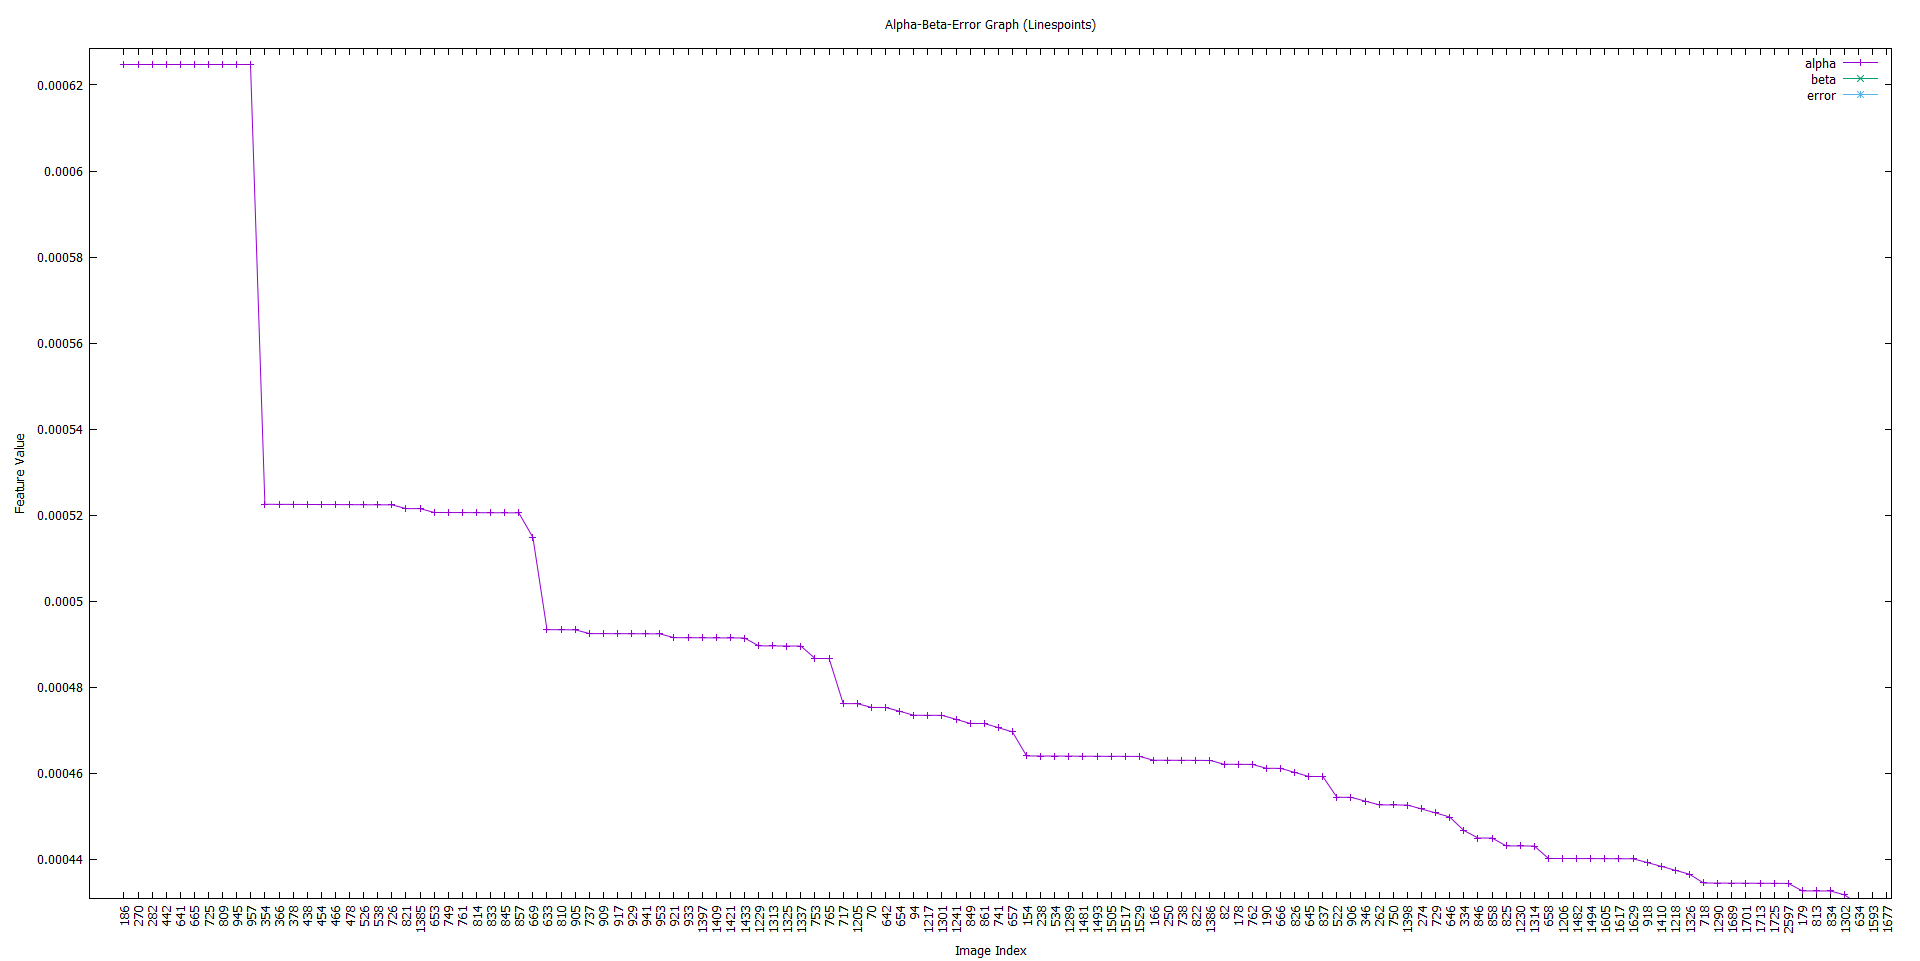 Alpha-Beta-Error Graph (Linespoints)
alpha
beta
error
0.00062
0.0006
0.00058
0.00056
0.00054
0.00052
0.0005
0.00048
0.00046
0.00044
Feature Value
186 270 282 442 641 665 725 809 945 957 354 366 378 438 454 466 478 526 538 726 821 1385 653 749 761 814 833 845 857 669 633 810 905 737 909 917 929 941 953 921 933 1397 1409 1421 1433 1229 1313 1325 1337 753 765 717 1205 70 642 654 94 1217 1301 1241 849 861 741 657 154 238 534 1289 1481 1493 1505 1517 1529 166 250 738 822 1386 82 178 762 190 666 826 645 837 522 906 346 262 750 1398 274 729 646 334 846 858 825 1230 1314 658 1206 1482 1494 1605 1617 1629 918 1410 1218 1326 718 1290 1689 1701 1713 1725 2597 179 813 834 1302 634 1593 1677
Image Index